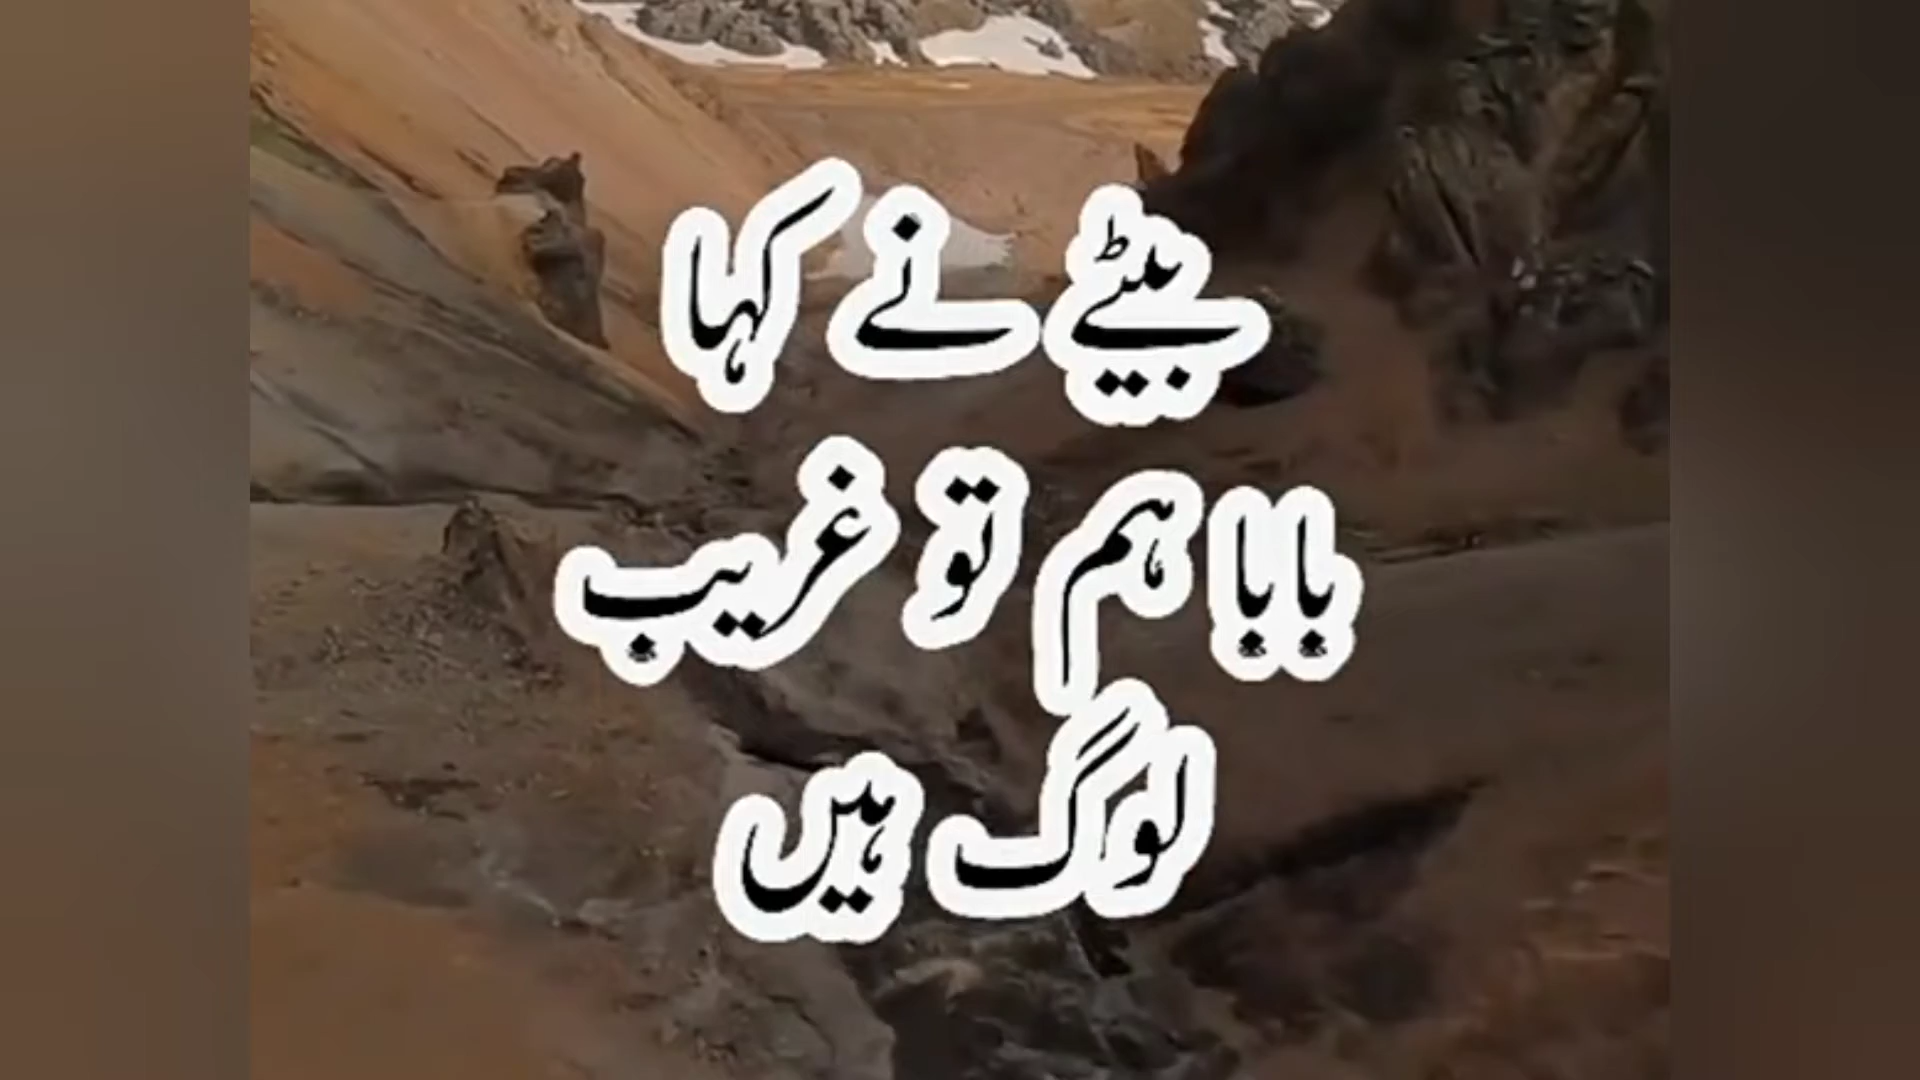 بیٹے نے کہا
بابا ہم تو غریب
لوگ ہیں